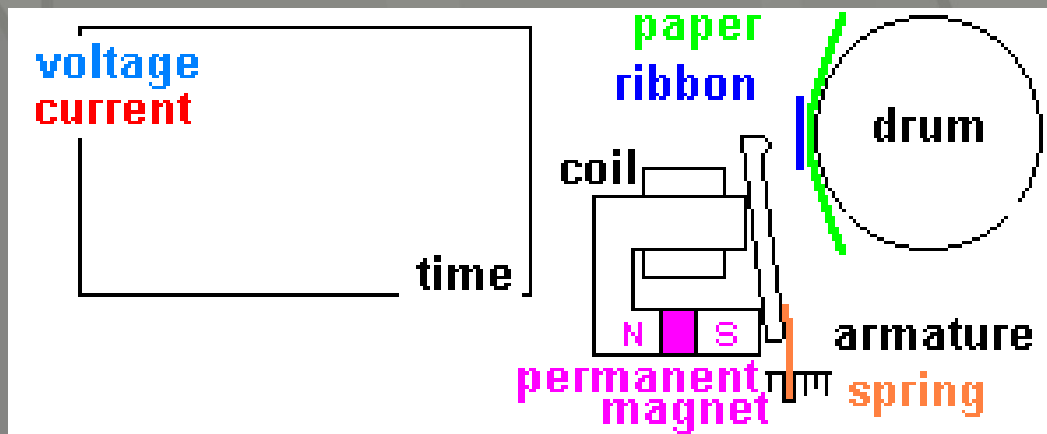 voltage
current
time
paper
ribbon
drum
coil
N S
armature
permanent
magnet
spring